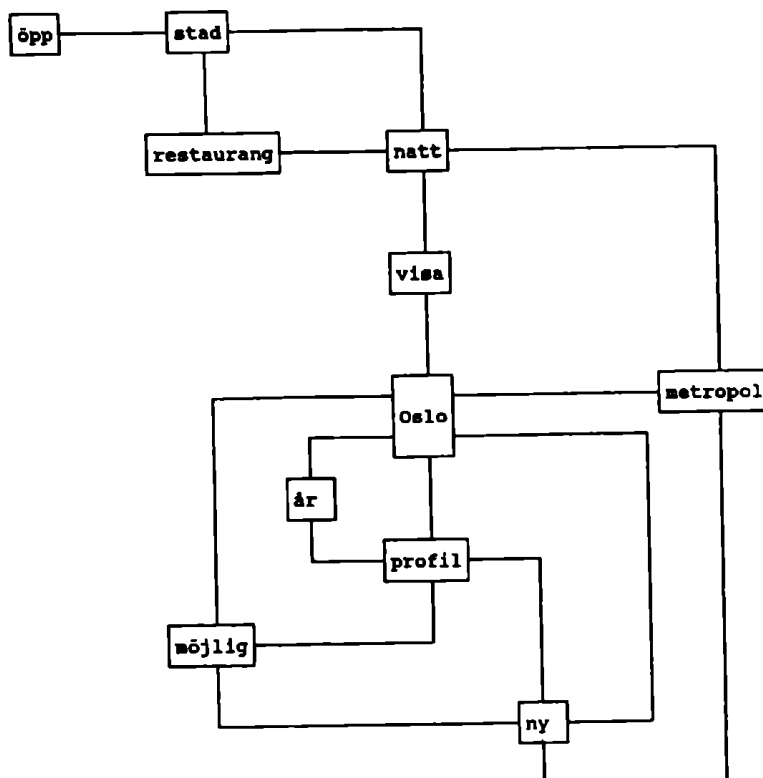 öpp
stad
restaurang
natt
visa
Oslo
metropol
år
profil
möjlig
ny